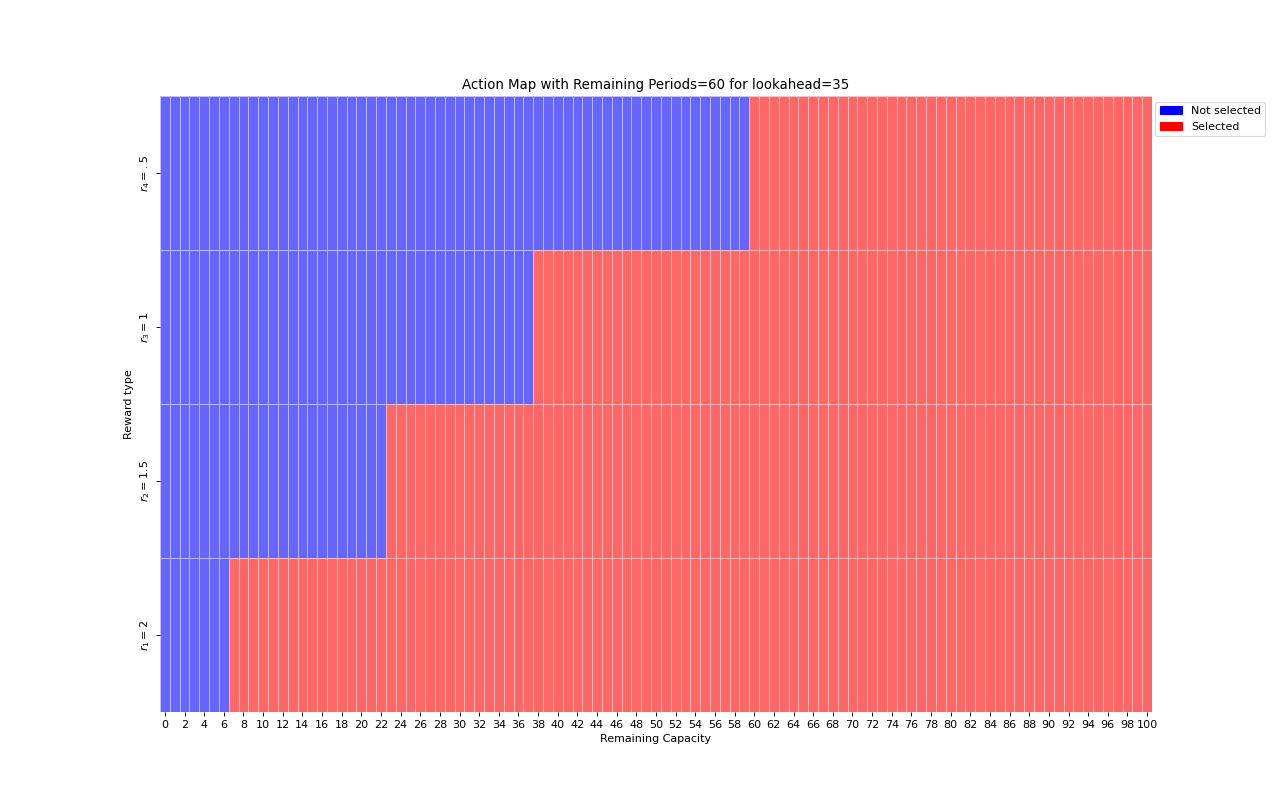 Action Map with Remaining Periods=60 for lookahead=35
Not selected
Selected
r₄ = .5
r₃ = 1
Reward type
r₂ = 1.5
r₁ = 2
0 2 4 6 8 10 12 14 16 18 20 22 24 26 28 30 32 34 36 38 40 42 44 46 48 50 52 54 56 58 60 62 64 66 68 70 72 74 76 78 80 82 84 86 88 90 92 94 96 98 100
Remaining Capacity